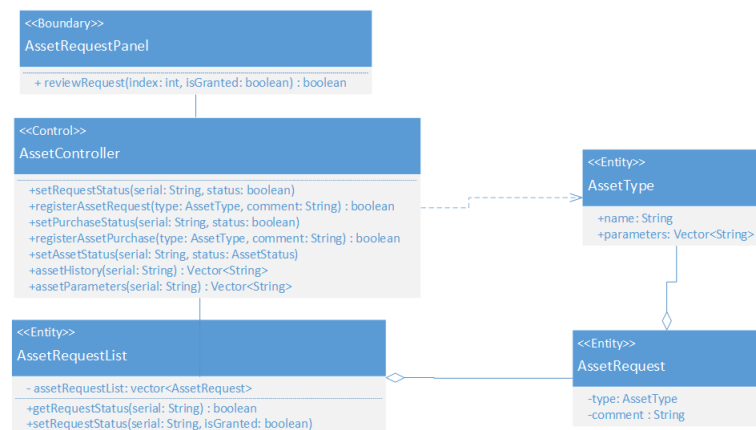 <<Boundary>>
AssetRequestPanel
+ reviewRequest(index: int, isGranted: boolean) : boolean
<<Control>>
AssetController
+setRequestStatus(serial: String, status: boolean)
+registerAssetRequest(type: AssetType, comment: String) : boolean
+setPurchaseStatus(serial: String, status: boolean)
+registerAssetPurchase(type: AssetType, comment: String) : boolean
+setAssetStatus(serial: String, status: AssetStatus)
+assetHistory(serial: String) : Vector<String>
+assetParameters(serial: String) : Vector<String>
<<Entity>>
AssetType
+name: String
+parameters: Vector<String>
<<Entity>>
AssetRequestList
- assetRequestList: vector<AssetRequest>
+getRequestStatus(serial: String) : boolean
+setRequestStatus(serial: String, isGranted: boolean)
<<Entity>>
AssetRequest
-type: AssetType
-comment : String